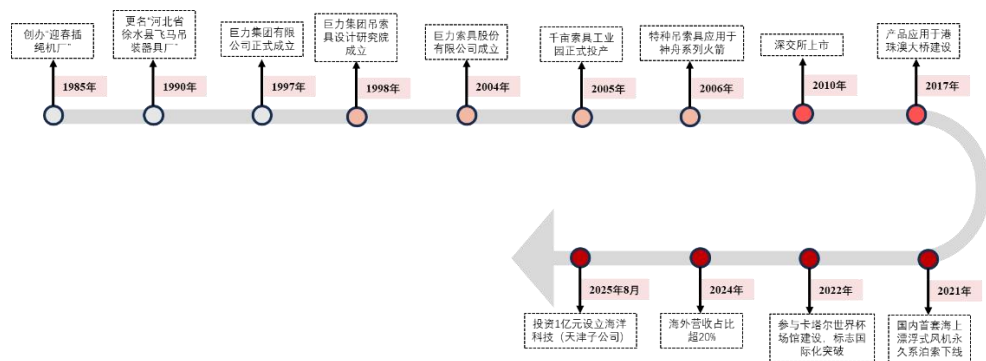 创办“迎春插
绳机厂”
1985年
更名“河北省
徐水县飞马吊
装器具厂”
1990年
巨力集团有限
公司正式成立
1997年
巨力集团吊索
具设计研究院
成立
1998年
巨力索具股份
有限公司成立
2004年
千亩索具工业
园正式投产
2005年
特种吊索具应用于
神舟系列火箭
2006年
深交所上市
2010年
产品应用于港
珠澳大桥建设
2017年
2021年
国内首套海上
漂浮式风机永
久系泊索下线
2022年
参与卡塔尔世界杯
场馆建设，标志国
际化突破
2024年
海外营收占比
超20%
2025年8月
投资1亿元设立海洋
科技（天津子公司）